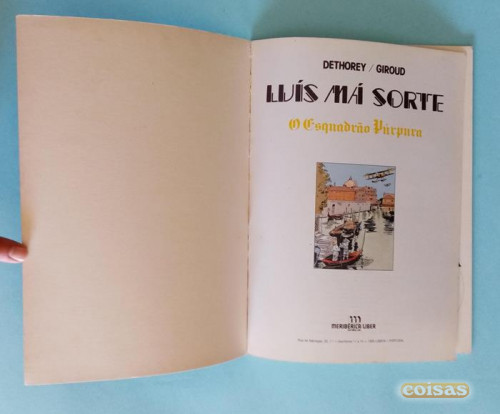 DETHOREY / GIROUD
LUÍS MÁ SORTE
O Esquadrão Púrpura
MERIBÉRICA/LIBER
coisas